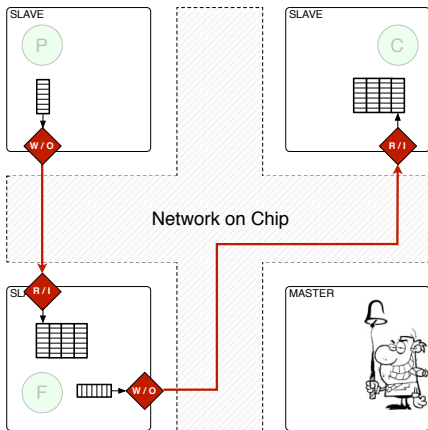 SLAVE
P
W / O
SLAVE
C
R / I
Network on Chip
R / I
F
W / O
MASTER